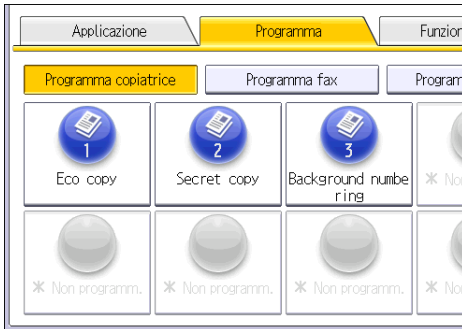 Applicazione Programma Funzion
Programma copiatrice Programma fax Program
1 2 3
Eco copy Secret copy Background numbe ✱ No
ring
✱ Non programm. ✱ Non programm. ✱ Non programm. ✱ No